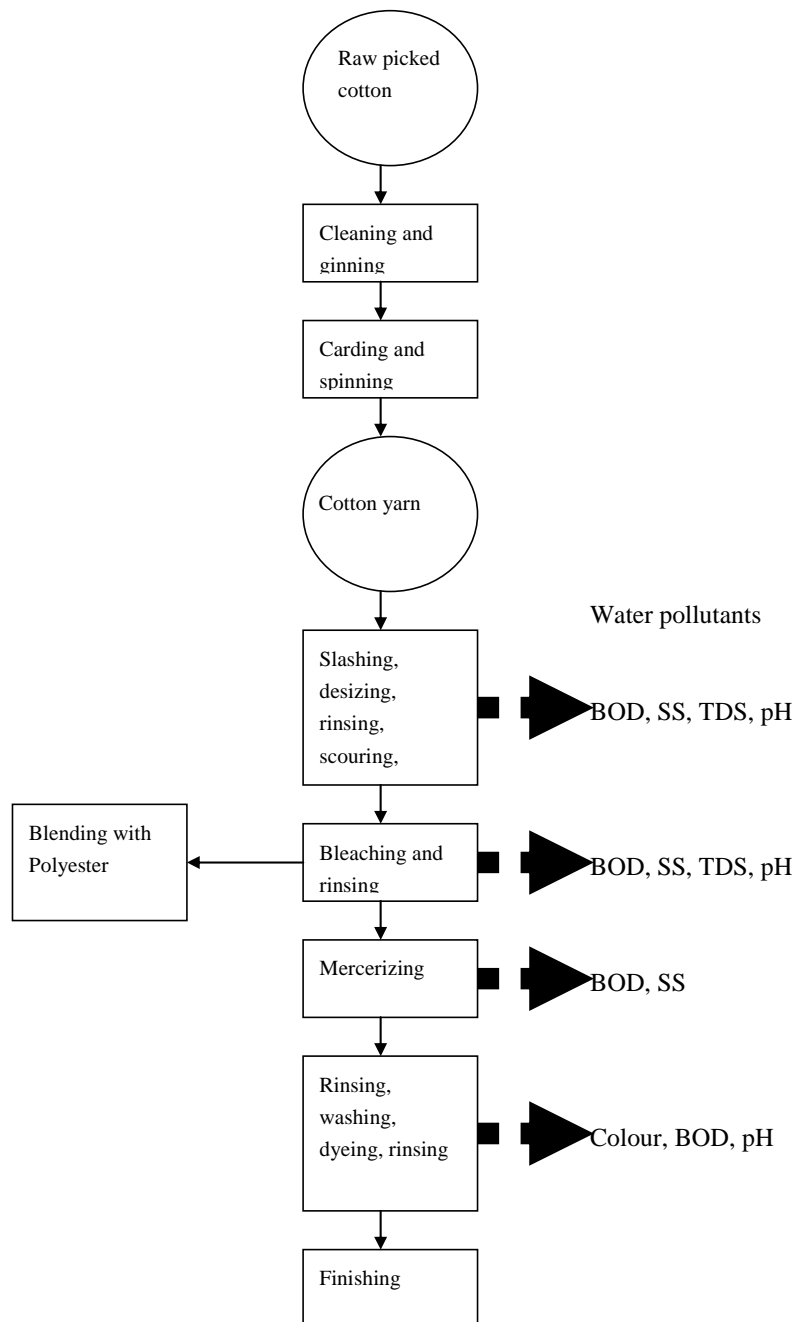 Raw picked
cotton
Cleaning and
ginning
Carding and
spinning
Cotton yarn
Water pollutants
Slashing,
desizing,
rinsing,
scouring,
BOD, SS, TDS, pH
Blending with
Polyester
Bleaching and
rinsing
BOD, SS, TDS, pH
Mercerizing
BOD, SS
Rinsing,
washing,
dyeing, rinsing
Colour, BOD, pH
Finishing